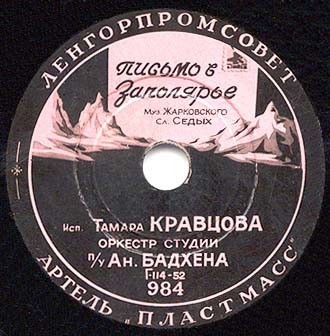 ЛЕНГОРПРОМСОВЕТ
ПИСЬМО В
Заполярье
Муз. ЖАРКОВСКОГО
Сл. СЕДЫХ
Исп. ТАМАРА КРАВЦОВА
ОРКЕСТР СТУДИИ
П/У АН. БАДХЕНА
Г-114-52
984
АРТЕЛЬ „ПЛАСТМАСС"